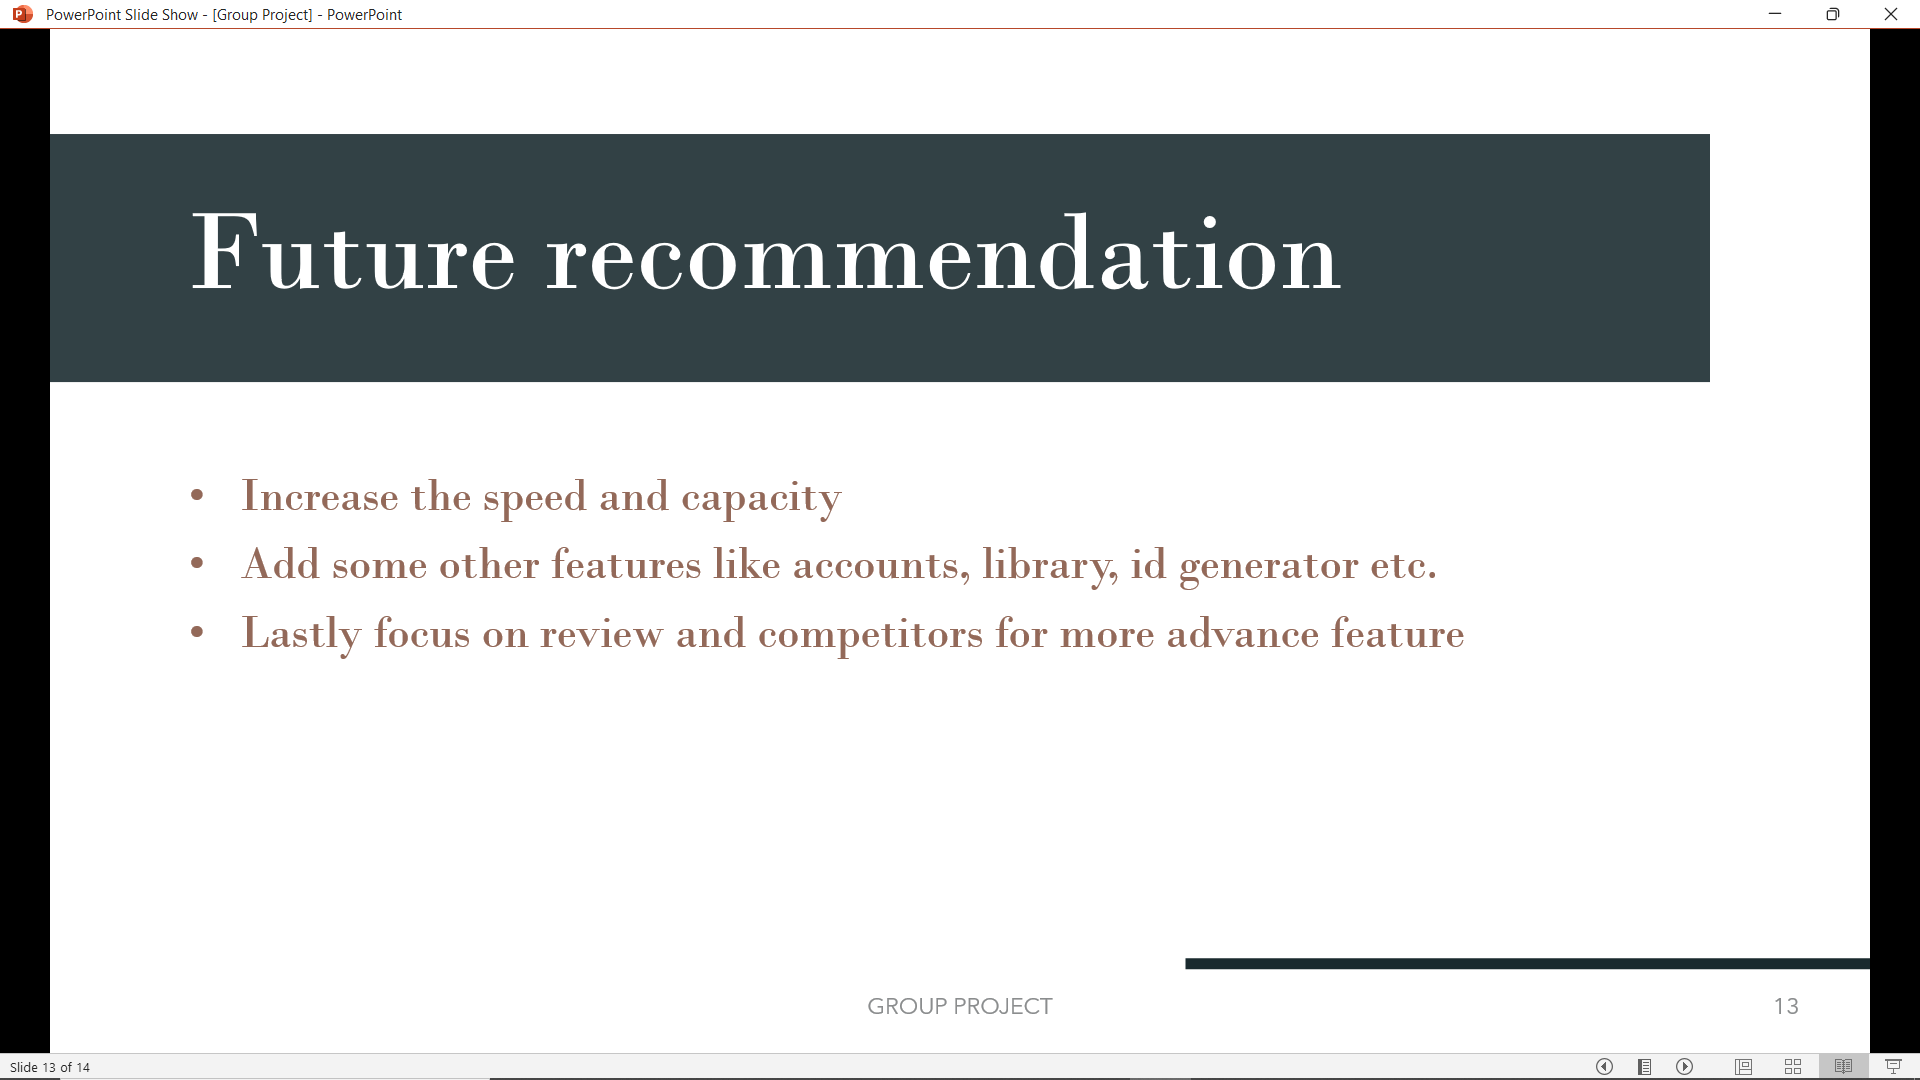 PowerPoint Slide Show - [Group Project] - PowerPoint
Future recommendation
• Increase the speed and capacity
• Add some other features like accounts, library, id generator etc.
• Lastly focus on review and competitors for more advance feature
GROUP PROJECT
13
Slide 13 of 14